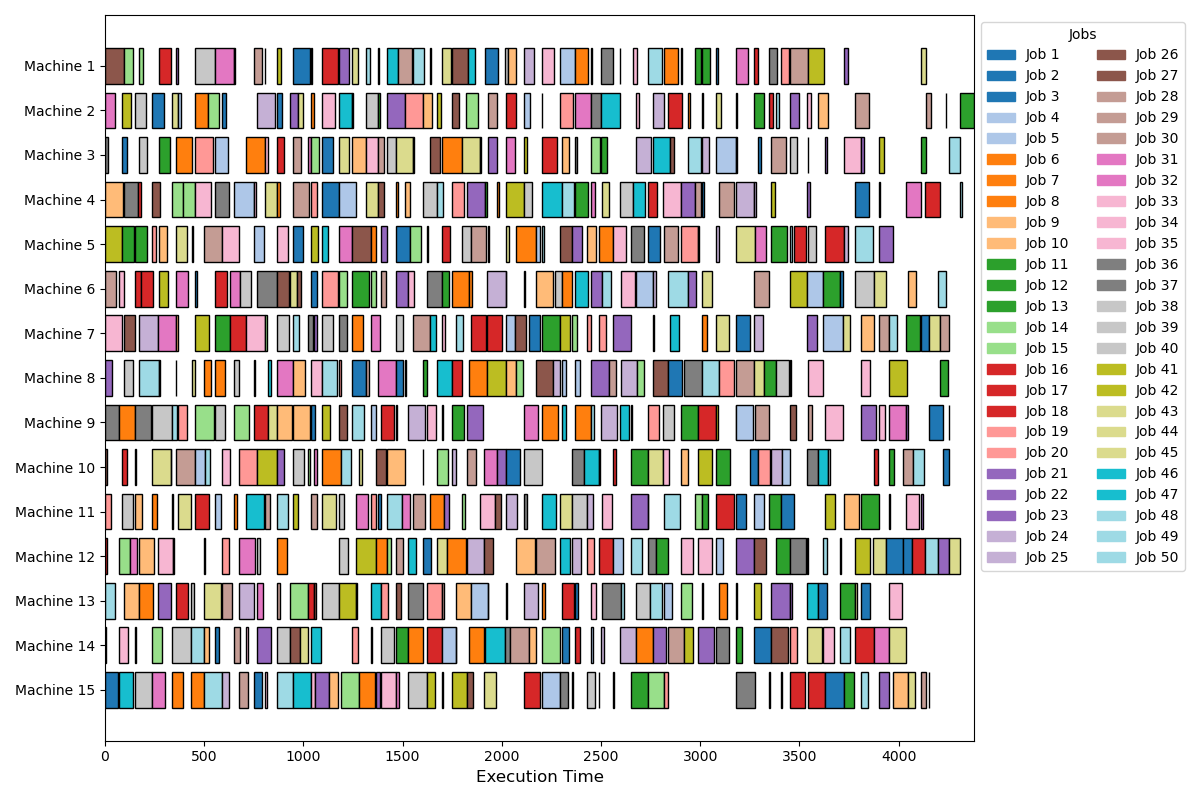 Machine 1
Machine 2
Machine 3
Machine 4
Machine 5
Machine 6
Machine 7
Machine 8
Machine 9
Machine 10
Machine 11
Machine 12
Machine 13
Machine 14
Machine 15
0 500 1000 1500 2000 2500 3000 3500 4000
Execution Time
Jobs
Job 1
Job 2
Job 3
Job 4
Job 5
Job 6
Job 7
Job 8
Job 9
Job 10
Job 11
Job 12
Job 13
Job 14
Job 15
Job 16
Job 17
Job 18
Job 19
Job 20
Job 21
Job 22
Job 23
Job 24
Job 25
Job 26
Job 27
Job 28
Job 29
Job 30
Job 31
Job 32
Job 33
Job 34
Job 35
Job 36
Job 37
Job 38
Job 39
Job 40
Job 41
Job 42
Job 43
Job 44
Job 45
Job 46
Job 47
Job 48
Job 49
Job 50